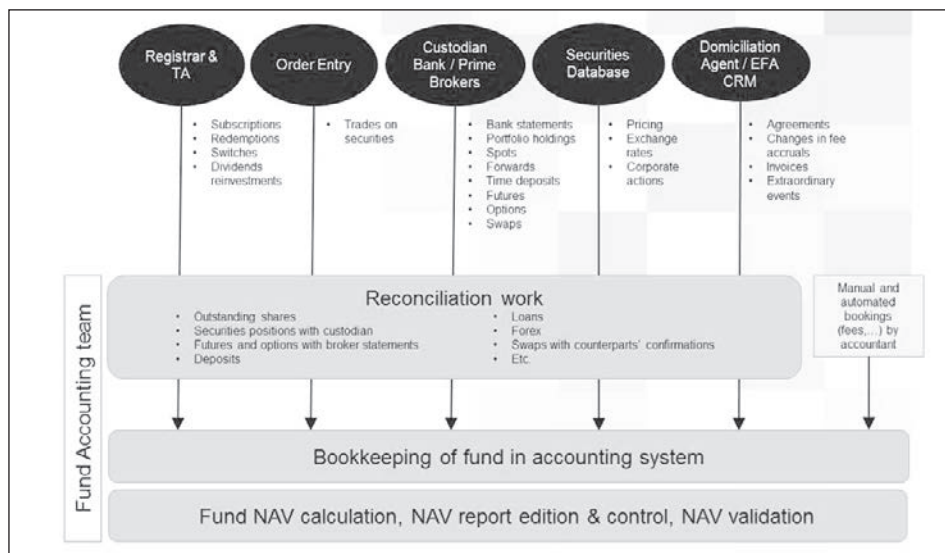 Registrar &
TA
Order Entry
Custodian
Bank / Prime
Brokers
Securities
Database
Domiciliation
Agent / EFA
CRM
• Subscriptions
• Redemptions
• Switches
• Dividends
reinvestments
• Trades on
securities
• Bank statements
• Portfolio holdings
• Spots
• Forwards
• Time deposits
• Futures
• Options
• Swaps
• Pricing
• Exchange
rates
• Corporate
actions
• Agreements
• Changes in fee
accruals
• Invoices
• Extraordinary
events
Fund Accounting team
Reconciliation work
• Outstanding shares
• Securities positions with custodian
• Futures and options with broker statements
• Deposits
• Loans
• Forex
• Swaps with counterparts' confirmations
• Etc.
Manual and
automated
bookings
(fees,...) by
accountant
Bookkeeping of fund in accounting system
Fund NAV calculation, NAV report edition & control, NAV validation